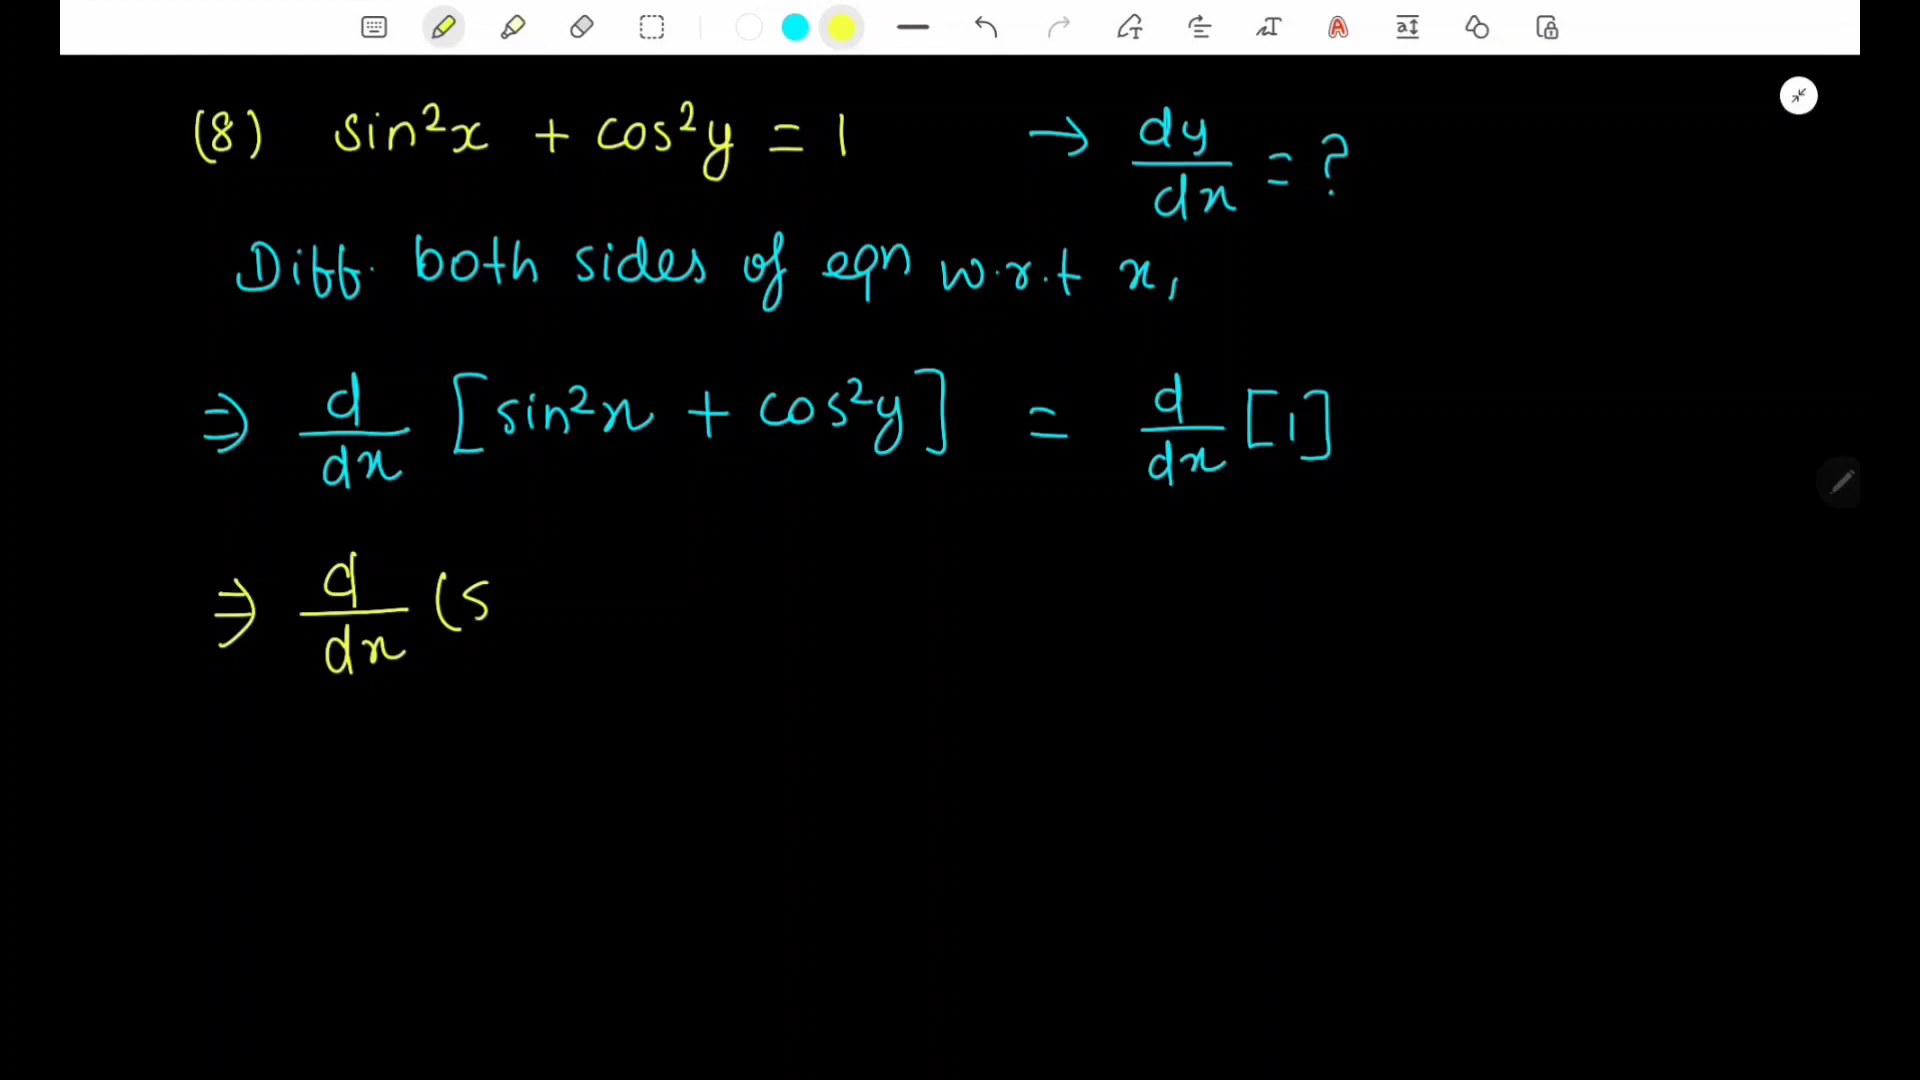 (8) sin²x + cos²y = 1 → dy/dx = ?
Diff. both sides of eqn w.r.t x,
⇒ d/dx [sin²x + cos²y] = d/dx [1]
⇒ d/dx (s